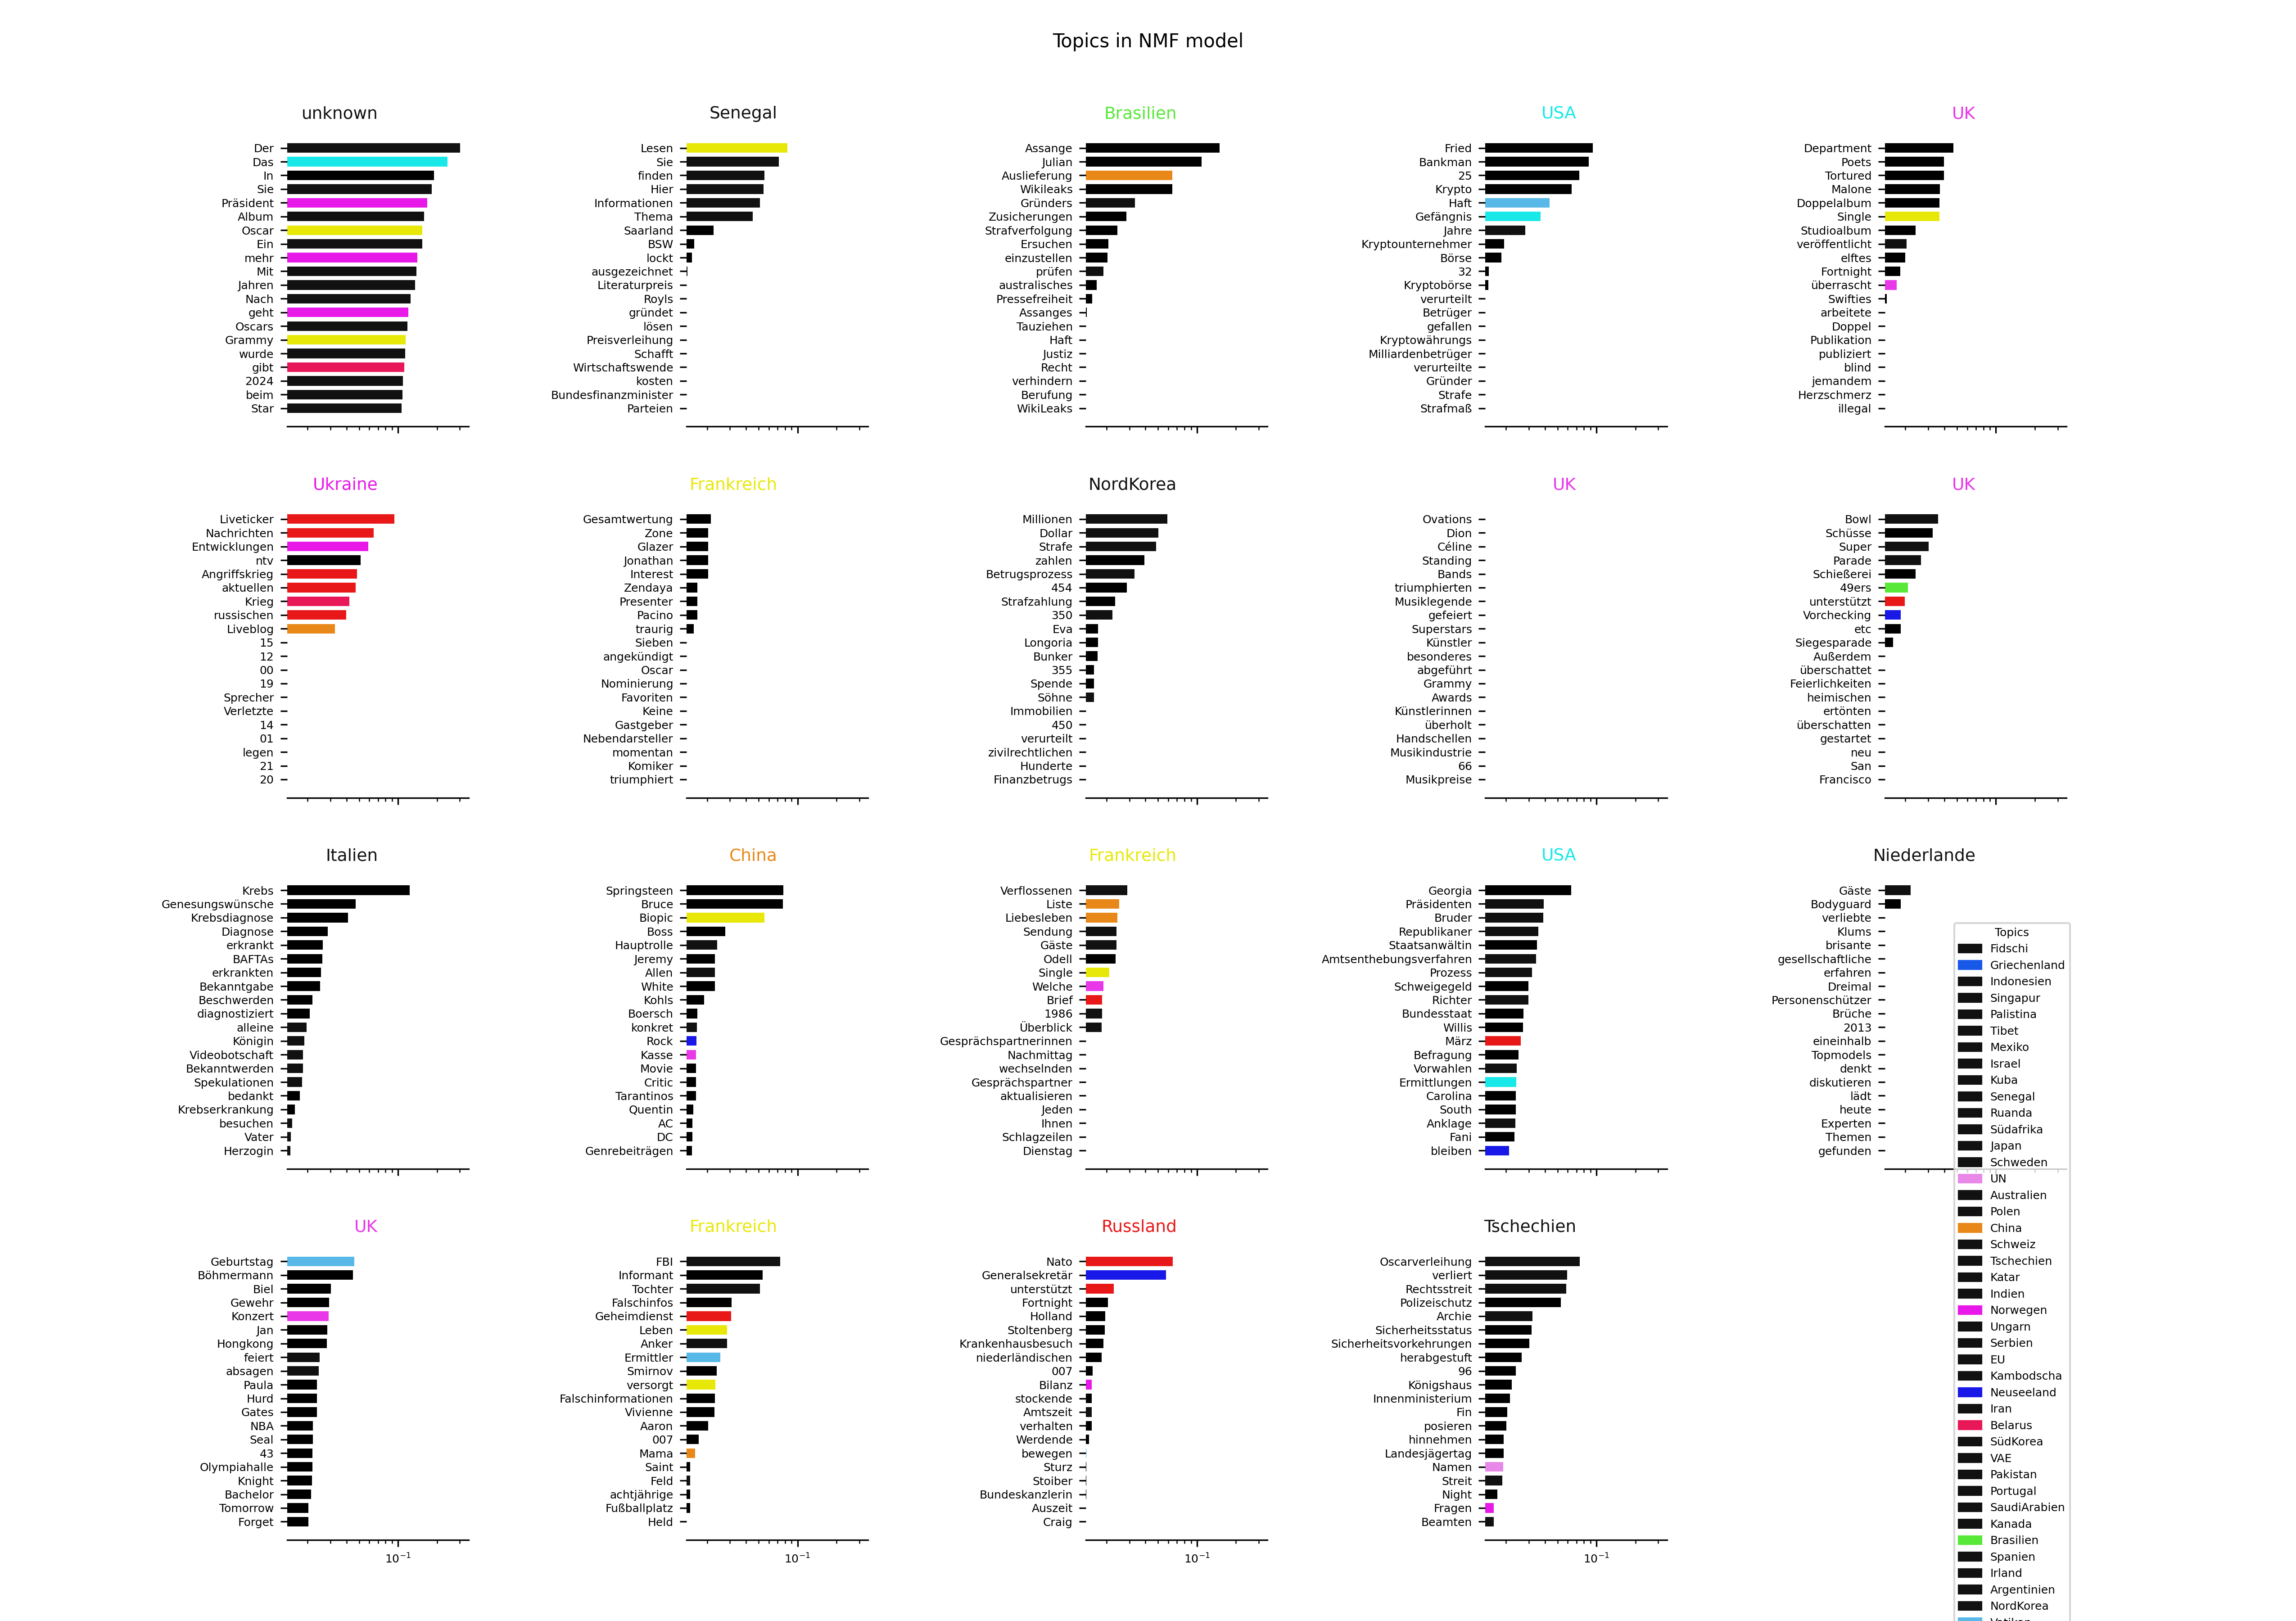 Topics in NMF model
unknown
Der
Das
In
Sie
Präsident
Album
Oscar
Ein
mehr
Mit
Jahren
Nach
geht
Oscars
Grammy
wurde
gibt
2024
beim
Star
Senegal
Lesen
Sie
finden
Hier
Informationen
Thema
Saarland
BSW
lockt
ausgezeichnet
Literaturpreis
Royls
gründet
lösen
Preisverleihung
Schafft
Wirtschaftswende
kosten
Bundesfinanzminister
Parteien
Brasilien
Assange
Julian
Auslieferung
Wikileaks
Gründers
Zusicherungen
Strafverfolgung
Ersuchen
einzustellen
prüfen
australisches
Pressefreiheit
Assanges
Tauziehen
Haft
Justiz
Recht
verhindern
Berufung
WikiLeaks
USA
Fried
Bankman
25
Krypto
Haft
Gefängnis
Jahre
Kryptounternehmer
Börse
32
Kryptobörse
verurteilt
Betrüger
gefallen
Kryptowährungs
Milliardenbetrüger
verurteilte
Gründer
Strafe
Strafmaß
UK
Department
Poets
Tortured
Malone
Doppelalbum
Single
Studioalbum
veröffentlicht
elftes
Fortnight
überrascht
Swifties
arbeitete
Doppel
Publikation
publiziert
blind
jemandem
Herzschmerz
illegal
Ukraine
Liveticker
Nachrichten
Entwicklungen
ntv
Angriffskrieg
aktuellen
Krieg
russischen
Liveblog
15
12
00
19
Sprecher
Verletzte
14
01
legen
21
20
Frankreich
Gesamtwertung
Zone
Glazer
Jonathan
Interest
Zendaya
Presenter
Pacino
traurig
Sieben
angekündigt
Oscar
Nominierung
Favoriten
Keine
Gastgeber
Nebendarsteller
momentan
Komiker
triumphiert
NordKorea
Millionen
Dollar
Strafe
zahlen
Betrugsprozess
454
Strafzahlung
350
Eva
Longoria
Bunker
355
Spende
Söhne
Immobilien
450
verurteilt
zivilrechtlichen
Hunderte
Finanzbetrugs
UK
Ovations
Dion
Céline
Standing
Bands
triumphierten
Musiklegende
gefeiert
Superstars
Künstler
besonderes
abgeführt
Grammy
Awards
Künstlerinnen
überholt
Handschellen
Musikindustrie
66
Musikpreise
UK
Bowl
Schüsse
Super
Parade
Schießerei
49ers
unterstützt
Vorchecking
etc
Siegesparade
Außerdem
überschattet
Feierlichkeiten
heimischen
ertönten
überschatten
gestartet
neu
San
Francisco
Italien
Krebs
Genesungswünsche
Krebsdiagnose
Diagnose
erkrankt
BAFTAs
erkrankten
Bekanntgabe
Beschwerden
diagnostiziert
alleine
Königin
Videobotschaft
Bekanntwerden
Spekulationen
bedankt
Krebserkrankung
besuchen
Vater
Herzogin
China
Springsteen
Bruce
Biopic
Boss
Hauptrolle
Jeremy
Allen
White
Kohls
Boersch
konkret
Rock
Kasse
Movie
Critic
Tarantinos
Quentin
AC
DC
Genrebeiträgen
Frankreich
Verflossenen
Liste
Liebesleben
Sendung
Gäste
Odell
Single
Welche
Brief
1986
Überblick
Gesprächspartnerinnen
Nachmittag
wechselnden
Gesprächspartner
aktualisieren
Jeden
Ihnen
Schlagzeilen
Dienstag
USA
Georgia
Präsidenten
Bruder
Republikaner
Staatsanwältin
Amtsenthebungsverfahren
Prozess
Schweigegeld
Richter
Bundesstaat
Willis
März
Befragung
Vorwahlen
Ermittlungen
Carolina
South
Anklage
Fani
bleiben
Niederlande
Gäste
Bodyguard
verliebte
Klums
brisante
gesellschaftliche
erfahren
Dreimal
Personenschützer
Brüche
2013
eineinhalb
Topmodels
denkt
diskutieren
lädt
heute
Experten
Themen
gefunden
UK
Geburtstag
Böhmermann
Biel
Gewehr
Konzert
Jan
Hongkong
feiert
absagen
Paula
Hurd
Gates
NBA
Seal
43
Olympiahalle
Knight
Bachelor
Tomorrow
Forget
10⁻¹
Frankreich
FBI
Informant
Tochter
Falschinfos
Geheimdienst
Leben
Anker
Ermittler
Smirnov
versorgt
Falschinformationen
Vivienne
Aaron
007
Mama
Saint
Feld
achtjährige
Fußballplatz
Held
10⁻¹
Russland
Nato
Generalsekretär
unterstützt
Fortnight
Holland
Stoltenberg
Krankenhausbesuch
niederländischen
007
Bilanz
stockende
Amtszeit
verhalten
Werdende
bewegen
Sturz
Stoiber
Bundeskanzlerin
Auszeit
Craig
10⁻¹
Tschechien
Oscarverleihung
verliert
Rechtsstreit
Polizeischutz
Archie
Sicherheitsstatus
Sicherheitsvorkehrungen
herabgestuft
96
Königshaus
Innenministerium
Fin
posieren
hinnehmen
Landesjägertag
Namen
Streit
Night
Fragen
Beamten
10⁻¹
Topics
Fidschi
Griechenland
Indonesien
Singapur
Palistina
Tibet
Mexiko
Israel
Kuba
Senegal
Ruanda
Südafrika
Japan
Schweden
UN
Australien
Polen
China
Schweiz
Tschechien
Katar
Indien
Norwegen
Ungarn
Serbien
EU
Kambodscha
Neuseeland
Iran
Belarus
SüdKorea
VAE
Pakistan
Portugal
SaudiArabien
Kanada
Brasilien
Spanien
Irland
Argentinien
NordKorea